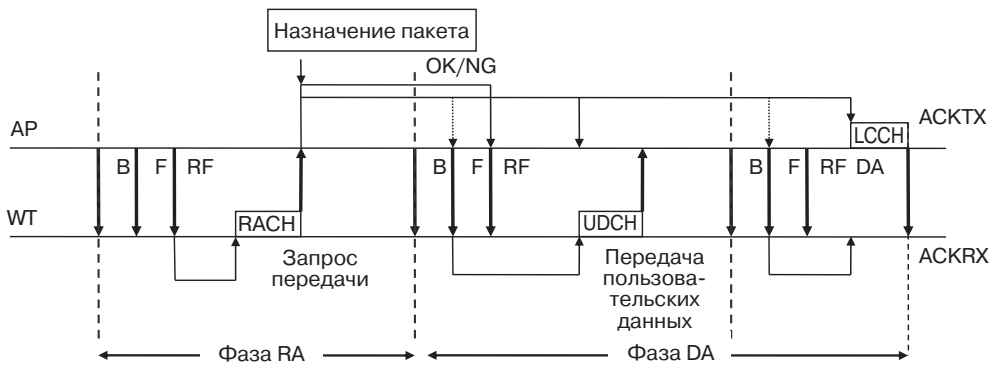 Назначение пакета
OK/NG
AP
ACKTX
LCCH
B F RF B F RF B F RF DA
WT
RACH
UDCH
ACKRX
Запрос
передачи
Передача
пользова-
тельских
данных
Фаза RA
Фаза DA